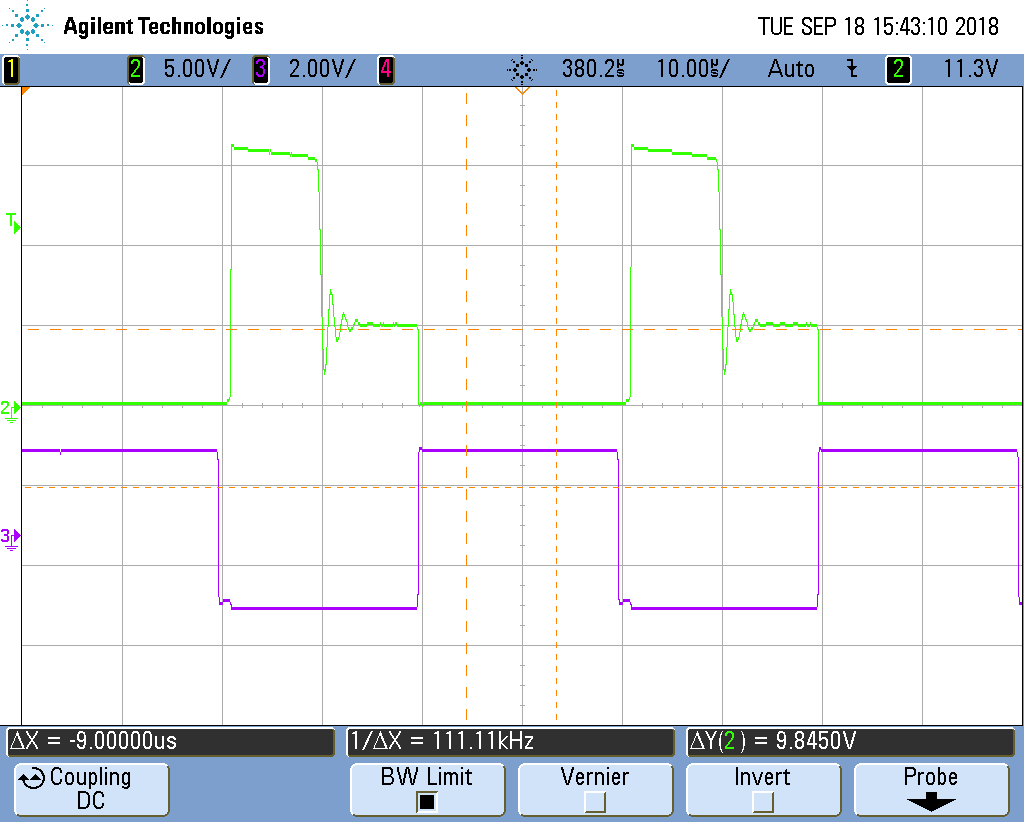 Agilent Technologies TUE SEP 18 15:43:10 2018
1 2 5.00V/ 3 2.00V/ 4 380.2µs 10.00µs/ Auto 2 11.3V
T
2
3
ΔX = -9.00000us 1/ΔX = 111.11kHz ΔY(2) = 9.8450V
Coupling BW Limit Vernier Invert Probe
DC